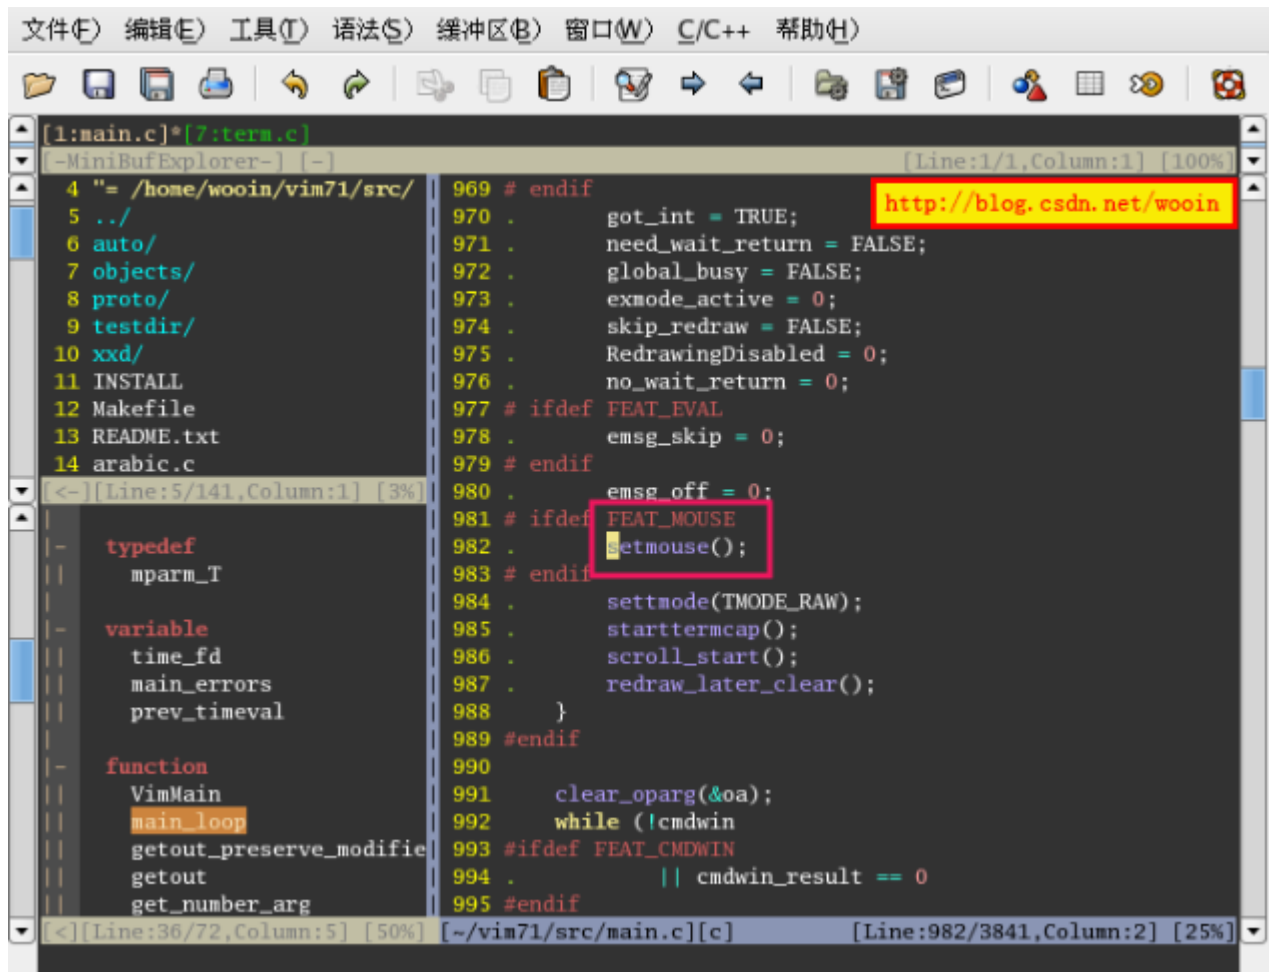 文件(F) 编辑(E) 工具(T) 语法(S) 缓冲区(B) 窗口(W) C/C++ 帮助(H)
[1:main.c]*[7:term.c]
[-MiniBufExplorer-] [-] [Line:1/1,Column:1] [100%]
4 "= /home/wooin/vim71/src/
5 ../
6 auto/
7 objects/
8 proto/
9 testdir/
10 xxd/
11 INSTALL
12 Makefile
13 README.txt
14 arabic.c
[<-][Line:5/141,Column:1] [3%]
|
|- typedef
|| mparm_T
|
|- variable
|| time_fd
|| main_errors
|| prev_timeval
|
|- function
|| VimMain
|| main_loop
|| getout_preserve_modifie
|| getout
|| get_number_arg
[<][Line:36/72,Column:5] [50%]
http://blog.csdn.net/wooin
969 # endif
970 . got_int = TRUE;
971 . need_wait_return = FALSE;
972 . global_busy = FALSE;
973 . exmode_active = 0;
974 . skip_redraw = FALSE;
975 . RedrawingDisabled = 0;
976 . no_wait_return = 0;
977 # ifdef FEAT_EVAL
978 . emsg_skip = 0;
979 # endif
980 . emsg_off = 0;
981 # ifdef FEAT_MOUSE
982 . setmouse();
983 # endif
984 . settmode(TMODE_RAW);
985 . starttermcap();
986 . scroll_start();
987 . redraw_later_clear();
988 }
989 #endif
990
991 clear_oparg(&oa);
992 while (!cmdwin
993 #ifdef FEAT_CMDWIN
994 . || cmdwin_result == 0
995 #endif
[~/vim71/src/main.c][c] [Line:982/3841,Column:2] [25%]